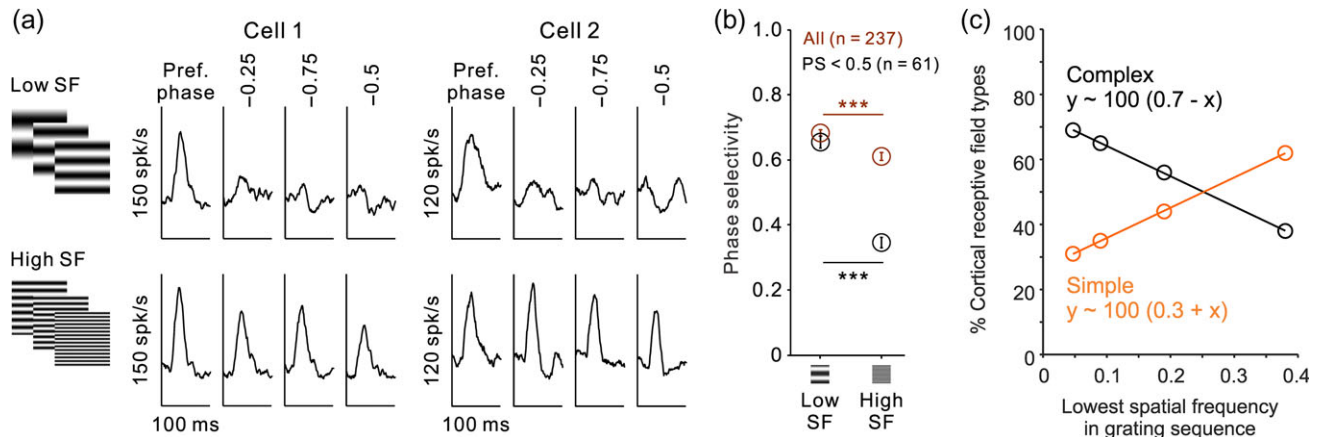 (a)
Cell 1
Cell 2
Low SF
Pref.
phase
−0.25
−0.75
−0.5
Pref.
phase
−0.25
−0.75
−0.5
150 spk/s
120 spk/s
High SF
150 spk/s
120 spk/s
100 ms
100 ms
(b)
1.0
0.8
0.6
0.4
0.2
0
Phase selectivity
All (n = 237)
PS < 0.5 (n = 61)
***
***
Low
SF
High
SF
(c)
100
80
60
40
20
0
% Cortical receptive field types
Complex
y ~ 100 (0.7 - x)
Simple
y ~ 100 (0.3 + x)
0
0.1
0.2
0.3
0.4
Lowest spatial frequency
in grating sequence